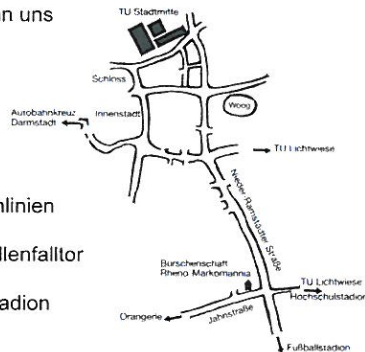 TU Stadtmitte
n uns
Schloss
Woog
Autobahnkreuz
Darmstadt
Innenstadt
TU Lichtwiese
Nieder Ramstädter Straße
linien
llenfalltor
Burschenschaft
Rheno Markomannia
TU Lichtwiese
Hochschulstadion
adion
Orangerie
Jahnstraße
Fußballstadion